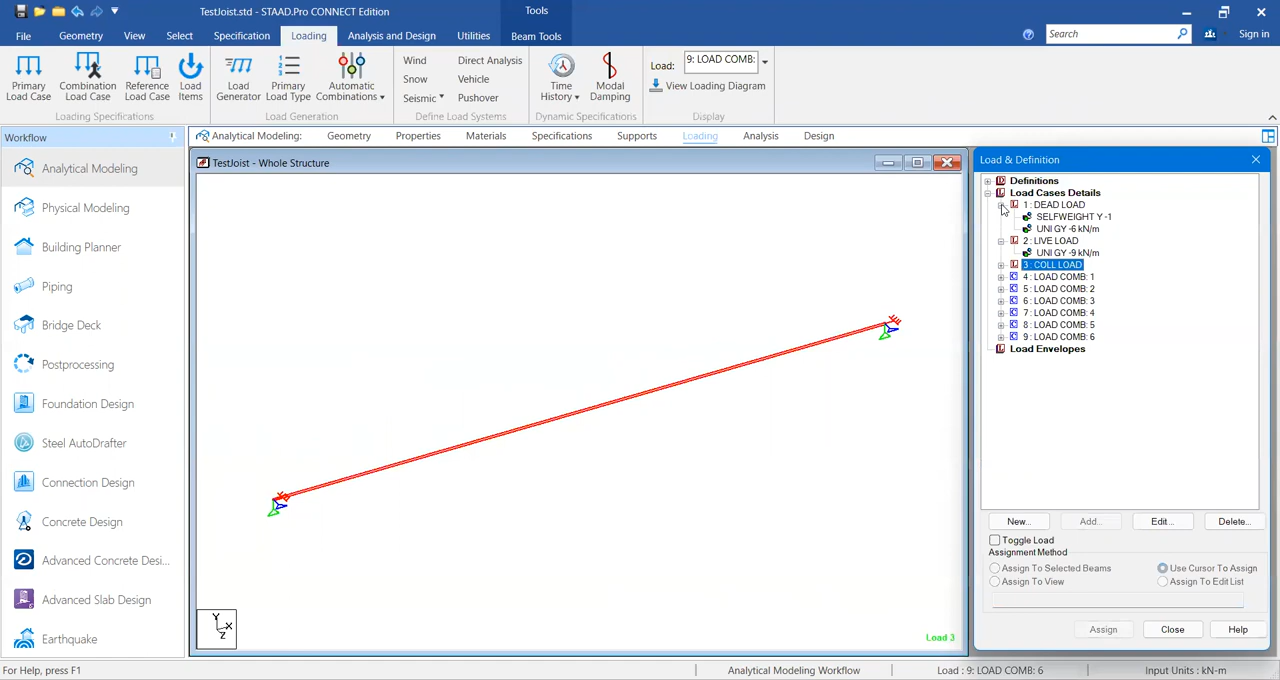 TestJoist.std - STAAD.Pro CONNECT Edition
Tools
File Geometry View Select Specification Loading Analysis and Design Utilities Beam Tools Search Sign in
Primary Load Case
Combination Load Case
Reference Load Case
Load Items
Loading Specifications
Load Generator
Primary Load Type
Automatic Combinations
Load Generation
Wind Direct Analysis
Snow Vehicle
Seismic Pushover
Define Load Systems
Time History
Modal Damping
Dynamic Specifications
Load: 9: LOAD COMB:
View Loading Diagram
Display
Workflow
Analytical Modeling: Geometry Properties Materials Specifications Supports Loading Analysis Design
Analytical Modeling
Physical Modeling
Building Planner
Piping
Bridge Deck
Postprocessing
Foundation Design
Steel AutoDrafter
Connection Design
Concrete Design
Advanced Concrete Desi...
Advanced Slab Design
Earthquake
TestJoist - Whole Structure
Y
X
Z
Load 3
Load & Definition
Definitions
Load Cases Details
1 : DEAD LOAD
SELFWEIGHT Y -1
UNI GY -6 kN/m
2 : LIVE LOAD
UNI GY -9 kN/m
3 : COLL LOAD
4 : LOAD COMB: 1
5 : LOAD COMB: 2
6 : LOAD COMB: 3
7 : LOAD COMB: 4
8 : LOAD COMB: 5
9 : LOAD COMB: 6
Load Envelopes
New... Add... Edit... Delete...
Toggle Load
Assignment Method
Assign To Selected Beams Use Cursor To Assign
Assign To View Assign To Edit List
Assign Close Help
For Help, press F1 Analytical Modeling Workflow Load : 9: LOAD COMB: 6 Input Units : kN-m